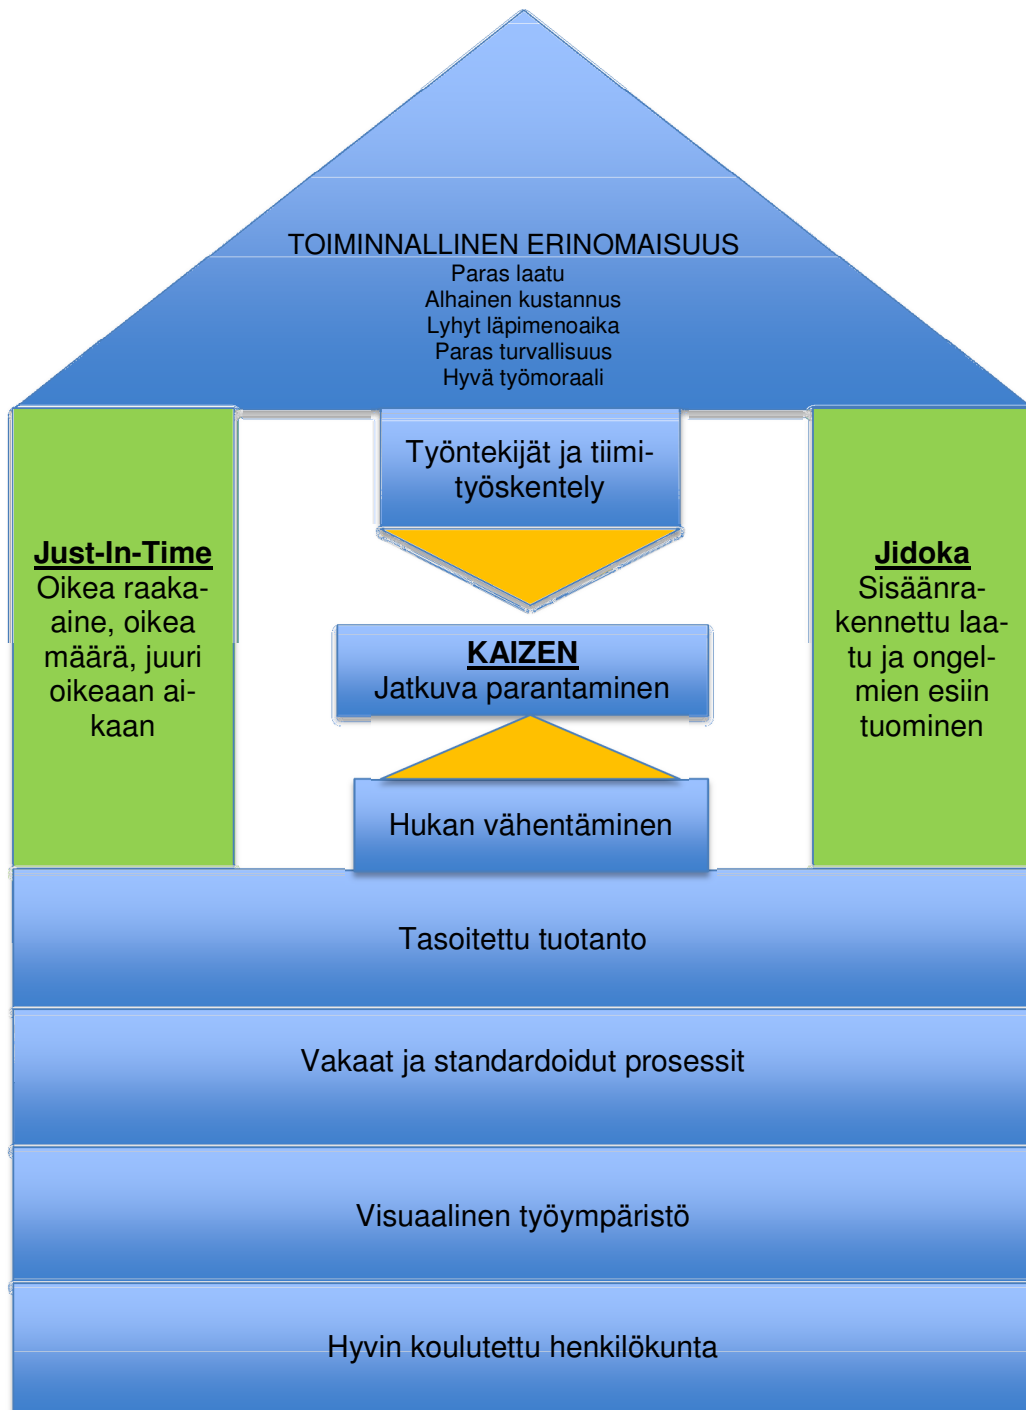 TOIMINNALLINEN ERINOMAISUUS
Paras laatu
Alhainen kustannus
Lyhyt läpimenoaika
Paras turvallisuus
Hyvä työmoraali
Työntekijät ja tiimi-
työskentely
Just-In-Time
Oikea raaka-
aine, oikea
määrä, juuri
oikeaan ai-
kaan
KAIZEN
Jatkuva parantaminen
Jidoka
Sisäänra-
kennettu laa-
tu ja ongel-
mien esiin
tuominen
Hukan vähentäminen
Tasoitettu tuotanto
Vakaat ja standardoidut prosessit
Visuaalinen työympäristö
Hyvin koulutettu henkilökunta